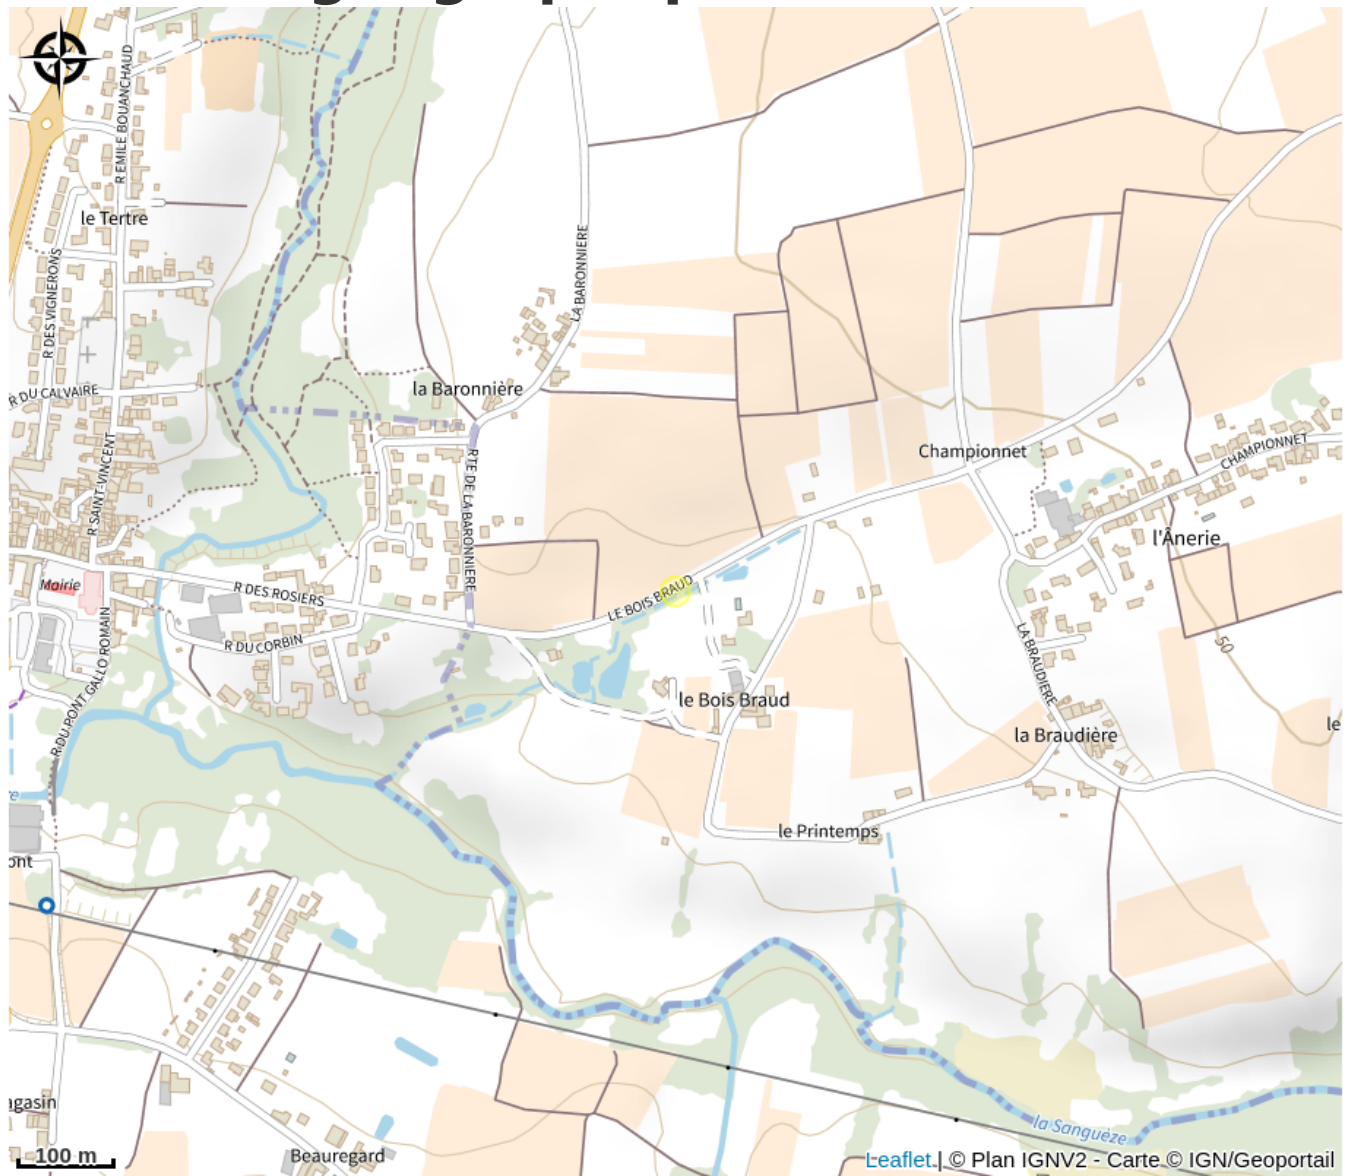 R EMILE BOUANCHAUD
le Tertre
R DES VIGNERONS
LA BARONNIERE
R DU CALVAIRE
la Baronnière
R SAINT-VINCENT
RTE DE LA BARONNIERE
Championnet
CHAMPIONNET
l'Ânerie
Mairie
R DES ROSIERS
LE BOIS BRAUD
R DU CORBIN
R DU PONT GALLO ROMAIN
LA BRAUDIERE
50
le Bois Braud
la Braudière
le
le Printemps
ont
agasin
la Sanguèze
100 m
Beauregard
Leaflet | © Plan IGNV2 - Carte © IGN/Geoportail